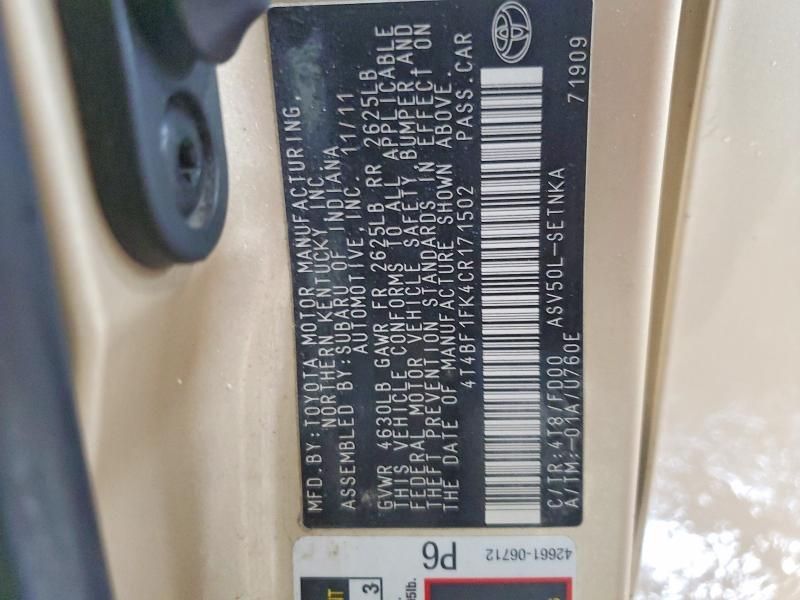 MFD.BY:TOYOTA MOTOR MANUFACTURING,
NORTHERN KENTUCKY, INC.
ASSEMBLED BY:SUBARU OF INDIANA
AUTOMOTIVE, INC. 11/11
GVWR 4630LB GAWR FR 2625LB RR 2625LB
THIS VEHICLE CONFORMS TO ALL APPLICABLE
FEDERAL MOTOR VEHICLE SAFETY, BUMPER, AND
THEFT PREVENTION STANDARDS IN EFFECT ON
THE DATE OF MANUFACTURE SHOWN ABOVE.
4T4BF1FK4CR171502 PASS.CAR
C/TR:4T8/FD00 ASV50L-SETNKA
A/TM:-01A/U760E 71909
42661-06712
P6
3